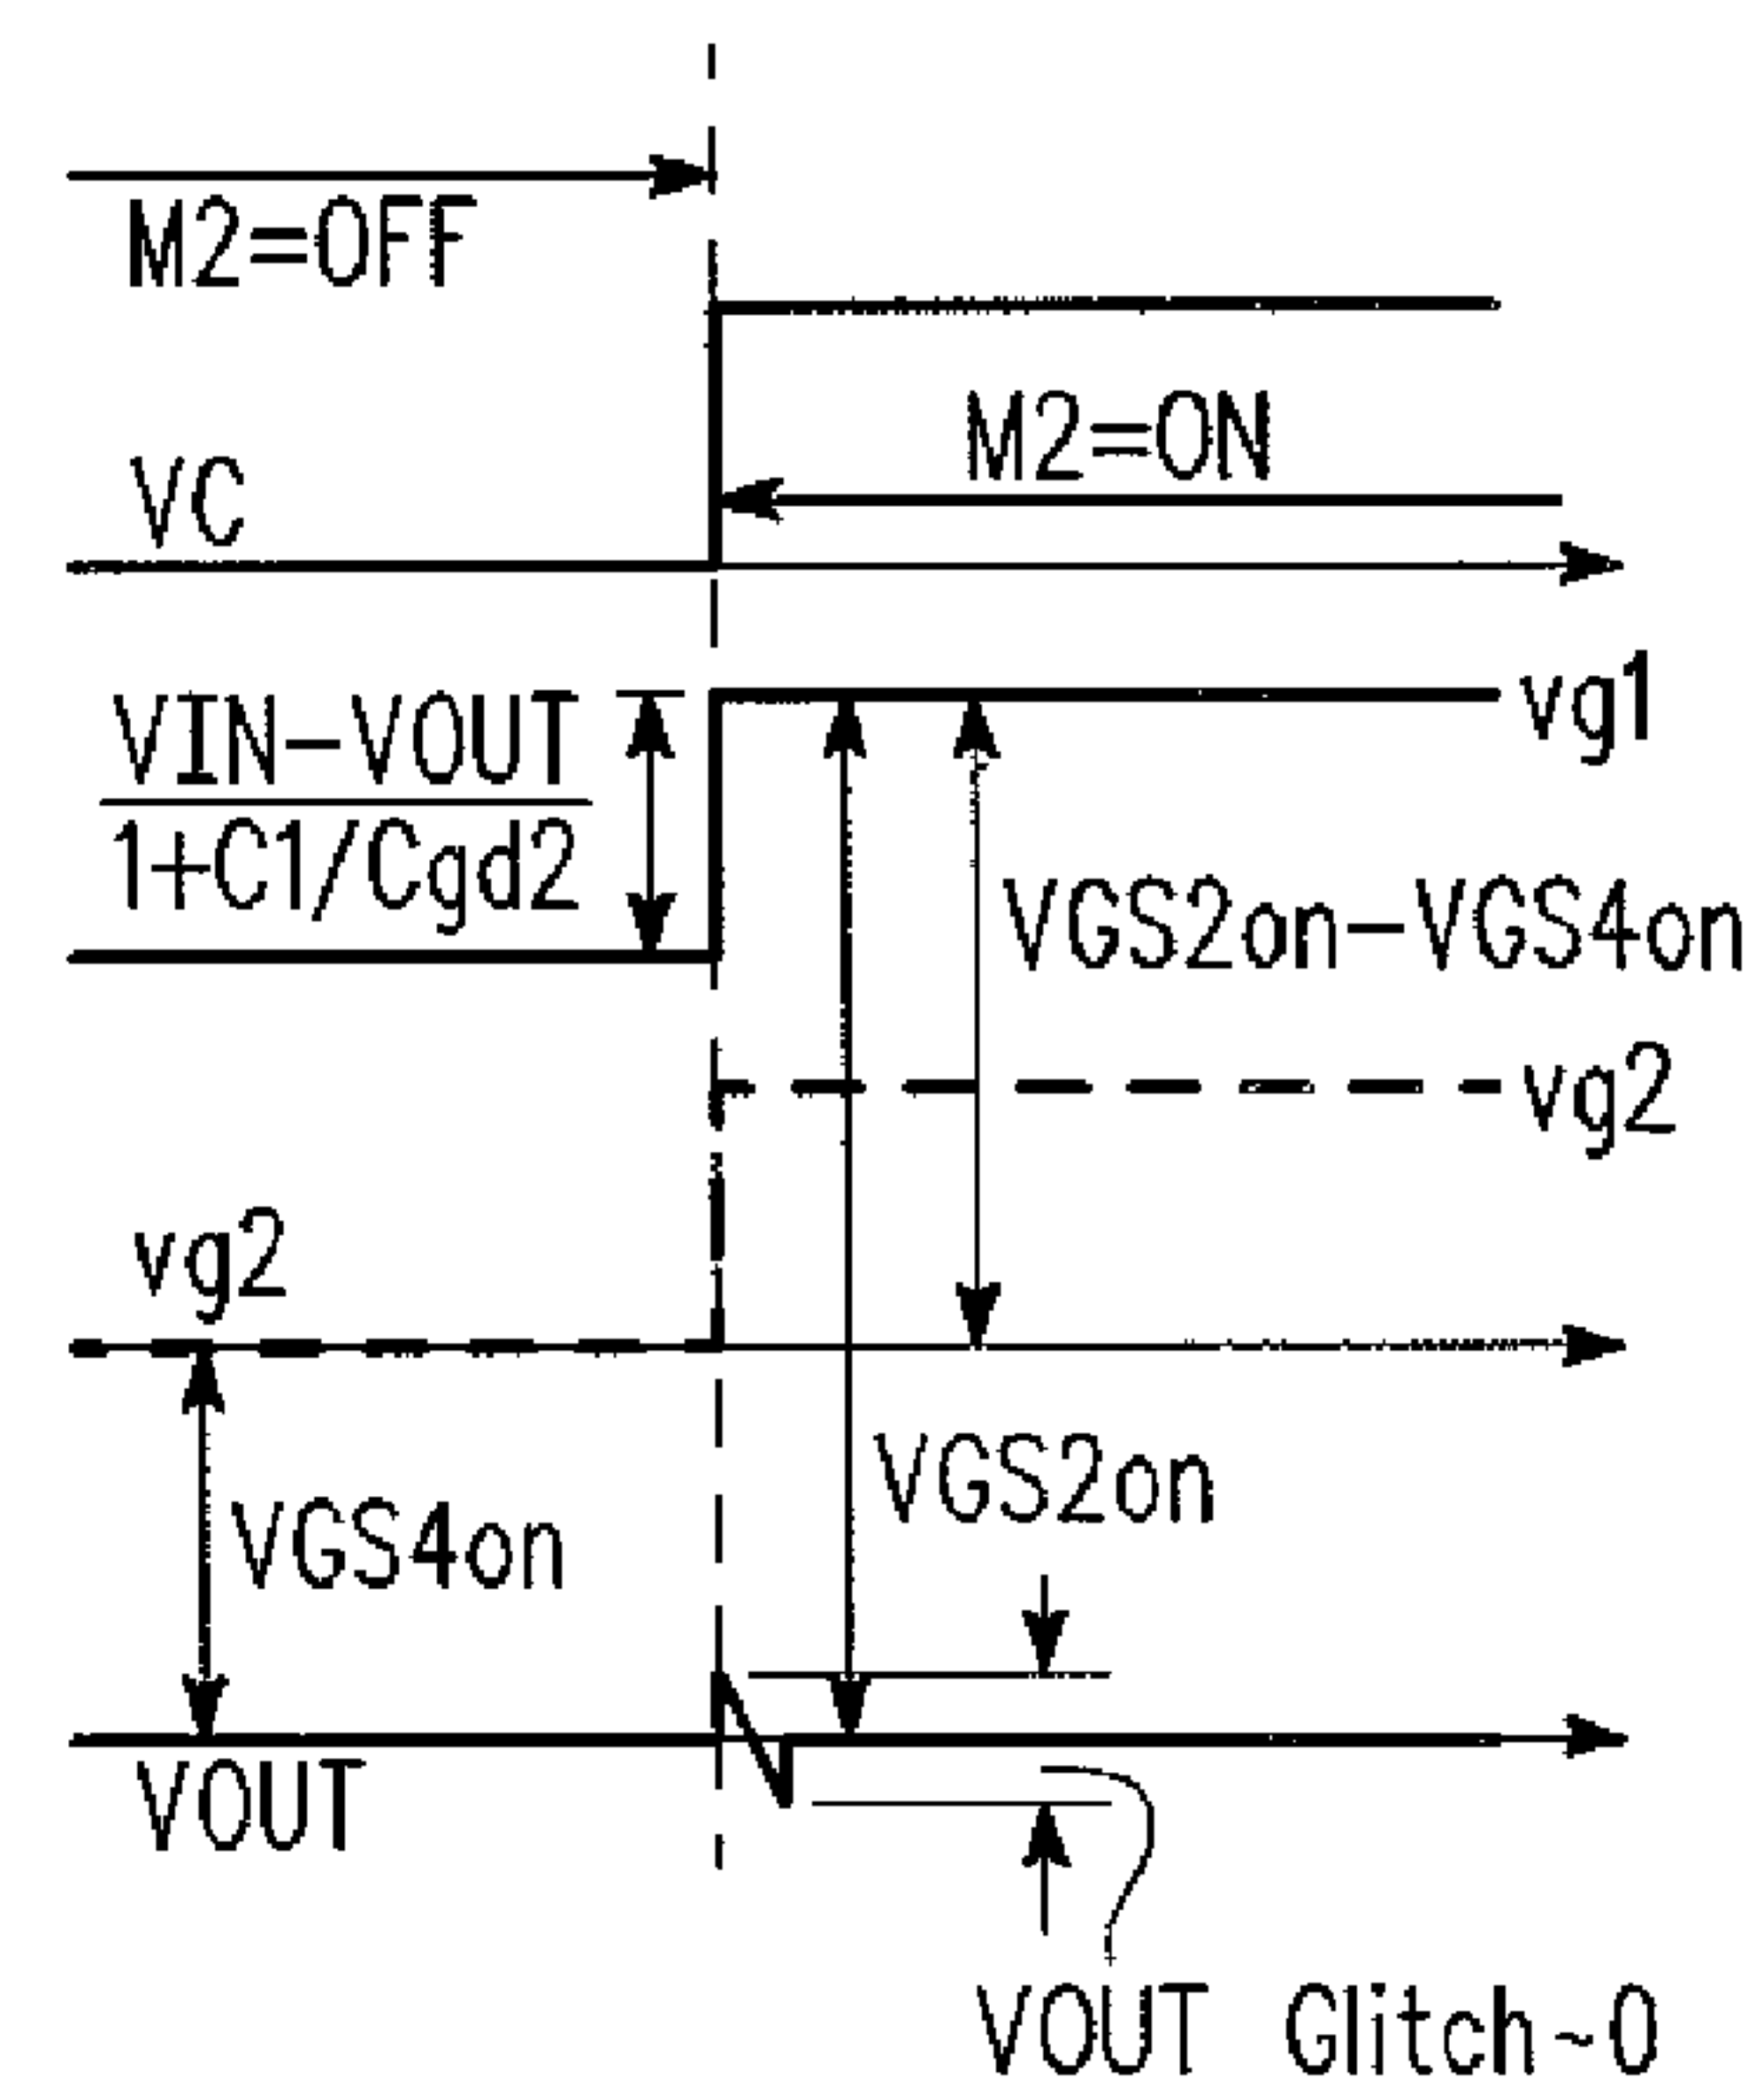 M2=OFF
M2=ON
VC
vg1
VIN-VOUT
1+C1/Cgd2
VGS2on-VGS4on
vg2
vg2
VGS2on
VGS4on
VOUT
VOUT Glitch~0